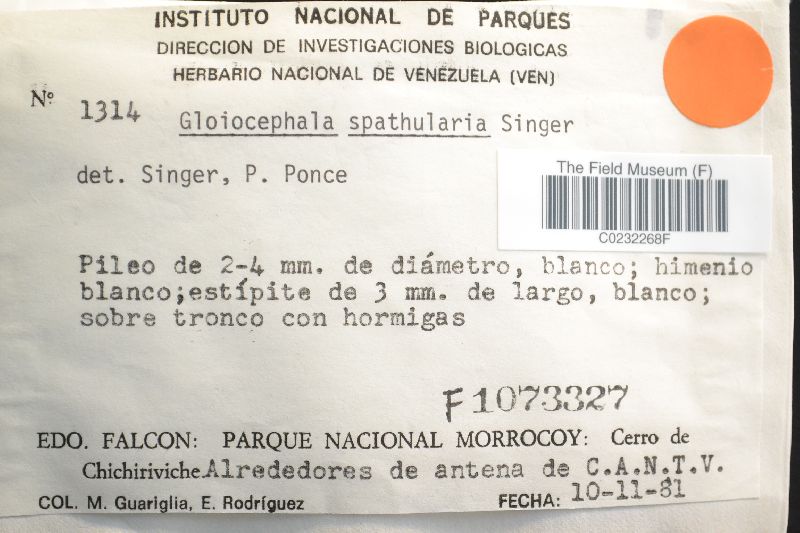 INSTITUTO NACIONAL DE PARQUES
DIRECCION DE INVESTIGACIONES BIOLOGICAS
HERBARIO NACIONAL DE VENEZUELA (VEN)
Nº 1314 Gloiocephala spathularia Singer
det. Singer, P. Ponce
The Field Museum (F)
C0232268F
Pileo de 2-4 mm. de diámetro, blanco; himenio
blanco;estípite de 3 mm. de largo, blanco;
sobre tronco con hormigas
F1073327
EDO. FALCON: PARQUE NACIONAL MORROCOY: Cerro de
Chichiriviche.Alrededores de antena de C.A.N.T.V.
COL. M. Guariglia, E. Rodríguez FECHA: 10-11-81